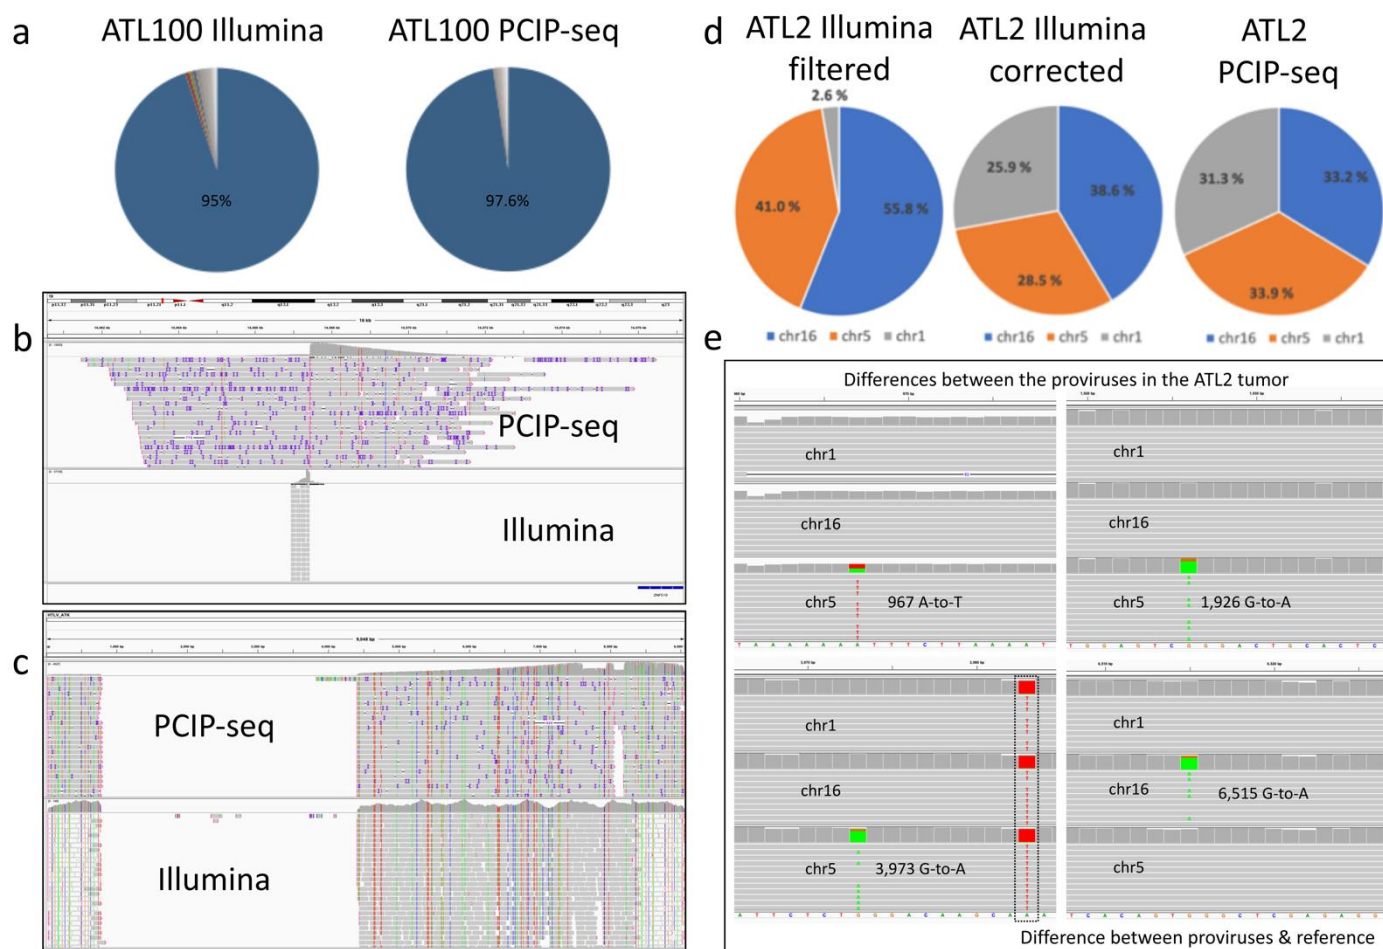 a
ATL100 Illumina
ATL100 PCIP-seq
95%
97.6%
b
PCIP-seq
Illumina
c
PCIP-seq
Illumina
d
ATL2 Illumina
filtered
ATL2 Illumina
corrected
ATL2
PCIP-seq
2.6 %
41.0 %
55.8 %
25.9 %
38.6 %
28.5 %
31.3 %
33.2 %
33.9 %
chr16 chr5 chr1
chr16 chr5 chr1
chr16 chr5 chr1
e
Differences between the proviruses in the ATL2 tumor
chr1
chr16
chr5 967 A-to-T
T A A A A A A A T T T C T T A A A A T
chr1
chr16
chr5 1,926 G-to-A
T G G A G T C G G G A C T G C A C T C
chr1
chr16
chr5 3,973 G-to-A
A T T C T C T G G G A C A A G C A A A
chr1
chr16 6,515 G-to-A
chr5
T C A C A G T G G G C T C G A G A G G
Difference between proviruses & reference